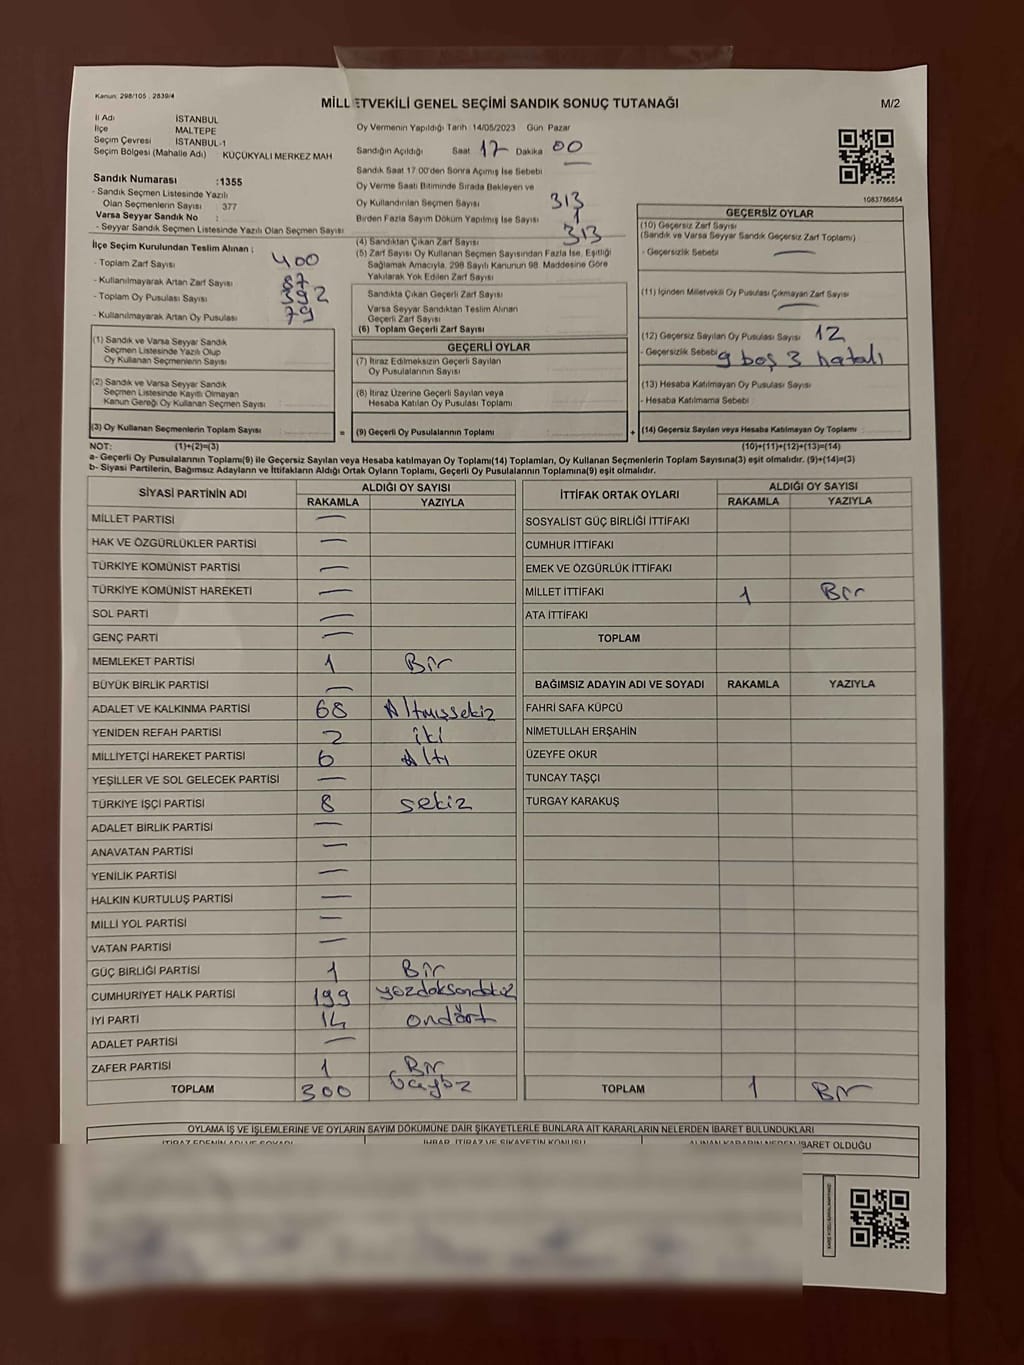 Kanun: 298/105 2839/4
MİLLETVEKİLİ GENEL SEÇİMİ SANDIK SONUÇ TUTANAĞI
M/2
İl Adı İSTANBUL
İlçe MALTEPE
Seçim Çevresi İSTANBUL-1
Seçim Bölgesi (Mahalle Adı) KÜÇÜKYALI MERKEZ MAH
Sandık Numarası :1355
- Sandık Seçmen Listesinde Yazılı
Olan Seçmenlerin Sayısı : 377
Varsa Seyyar Sandık No :
- Seyyar Sandık Seçmen Listesinde Yazılı Olan Seçmen Sayısı :
Oy Vermenin Yapıldığı Tarih :14/05/2023 Gün :Pazar
Sandığın Açıldığı Saat 17 Dakika 00
Sandık Saat 17:00'den Sonra Açılmış İse Sebebi
Oy Verme Saati Bitiminde Sırada Bekleyen ve
Oy Kullandırılan Seçmen Sayısı 313
Birden Fazla Sayım Döküm Yapılmış İse Sayısı 1
1083786854
İlçe Seçim Kurulundan Teslim Alınan ;
- Toplam Zarf Sayısı 400
- Kullanılmayarak Artan Zarf Sayısı 87
- Toplam Oy Pusulası Sayısı 392
- Kullanılmayarak Artan Oy Pusulası 79
(4) Sandıktan Çıkan Zarf Sayısı 313
(5) Zarf Sayısı Oy Kullanan Seçmen Sayısından Fazla İse, Eşitliği
Sağlamak Amacıyla, 298 Sayılı Kanunun 98. Maddesine Göre
Yakılarak Yok Edilen Zarf Sayısı
Sandıkta Çıkan Geçerli Zarf Sayısı
Varsa Seyyar Sandıktan Teslim Alınan
Geçerli Zarf Sayısı
(6) Toplam Geçerli Zarf Sayısı
GEÇERSİZ OYLAR
(10) Geçersiz Zarf Sayısı
(Sandık ve Varsa Seyyar Sandık Geçersiz Zarf Toplamı)
- Geçersizlik Sebebi —
(11) İçinden Milletvekili Oy Pusulası Çıkmayan Zarf Sayısı
—
(12) Geçersiz Sayılan Oy Pusulası Sayısı 12
- Geçersizlik Sebebi 9 boş 3 hatalı
(13) Hesaba Katılmayan Oy Pusulası Sayısı
- Hesaba Katılmama Sebebi
(14) Geçersiz Sayılan veya Hesaba Katılmayan Oy Toplamı
(1) Sandık ve Varsa Seyyar Sandık
Seçmen Listesinde Yazılı Olup
Oy Kullanan Seçmenlerin Sayısı
(2) Sandık ve Varsa Seyyar Sandık
Seçmen Listesinde Kayıtlı Olmayan
Kanun Gereği Oy Kullanan Seçmen Sayısı
(3) Oy Kullanan Seçmenlerin Toplam Sayısı
=
GEÇERLİ OYLAR
(7) İtiraz Edilmeksizin Geçerli Sayılan
Oy Pusulalarının Sayısı
(8) İtiraz Üzerine Geçerli Sayılan veya
Hesaba Katılan Oy Pusulası Toplamı
(9) Geçerli Oy Pusulalarının Toplamı
+
NOT: (1)+(2)=(3) (10)+(11)+(12)+(13)=(14)
a- Geçerli Oy Pusulalarının Toplamı(9) ile Geçersiz Sayılan veya Hesaba katılmayan Oy Toplamı(14) Toplamları, Oy Kullanan Seçmenlerin Toplam Sayısına(3) eşit olmalıdır. (9)+(14)=(3)
b- Siyasi Partilerin, Bağımsız Adayların ve İttifakların Aldığı Ortak Oyların Toplamı, Geçerli Oy Pusulalarının Toplamına(9) eşit olmalıdır.
SİYASİ PARTİNİN ADI ALDIĞI OY SAYISI
RAKAMLA YAZIYLA
MİLLET PARTİSİ —
HAK VE ÖZGÜRLÜKLER PARTİSİ —
TÜRKİYE KOMÜNİST PARTİSİ —
TÜRKİYE KOMÜNİST HAREKETİ —
SOL PARTİ —
GENÇ PARTİ —
MEMLEKET PARTİSİ 1 Bir
BÜYÜK BİRLİK PARTİSİ —
ADALET VE KALKINMA PARTİSİ 68 Altmışsekiz
YENİDEN REFAH PARTİSİ 2 iki
MİLLİYETÇİ HAREKET PARTİSİ 6 Altı
YEŞİLLER VE SOL GELECEK PARTİSİ —
TÜRKİYE İŞÇİ PARTİSİ 8 sekiz
ADALET BİRLİK PARTİSİ —
ANAVATAN PARTİSİ —
YENİLİK PARTİSİ —
HALKIN KURTULUŞ PARTİSİ —
MİLLİ YOL PARTİSİ —
VATAN PARTİSİ —
GÜÇ BİRLİĞİ PARTİSİ 1 Bir
CUMHURİYET HALK PARTİSİ 199 yüzdoksandokuz
İYİ PARTİ 14 ondört
ADALET PARTİSİ —
ZAFER PARTİSİ 1 Bir
TOPLAM 300 üçyüz
İTTİFAK ORTAK OYLARI ALDIĞI OY SAYISI
RAKAMLA YAZIYLA
SOSYALİST GÜÇ BİRLİĞİ İTTİFAKI
CUMHUR İTTİFAKI
EMEK VE ÖZGÜRLÜK İTTİFAKI
MİLLET İTTİFAKI 1 Bir
ATA İTTİFAKI
TOPLAM
BAĞIMSIZ ADAYIN ADI VE SOYADI RAKAMLA YAZIYLA
FAHRİ SAFA KÜPCÜ
NİMETULLAH ERŞAHİN
ÜZEYFE OKUR
TUNCAY TAŞÇI
TURGAY KARAKUŞ
TOPLAM 1 Bir
OYLAMA İŞ VE İŞLEMLERİNE VE OYLARIN SAYIM DÖKÜMÜNE DAİR ŞİKAYETLERLE BUNLARA AİT KARARLARIN NELERDEN İBARET BULUNDUKLARI
İTİRAZ EDENİN ADI VE SOYADI İHBAR, İTİRAZ VE ŞİKAYETİN KONUSU ALINAN KARARIN NEDEN İBARET OLDUĞU